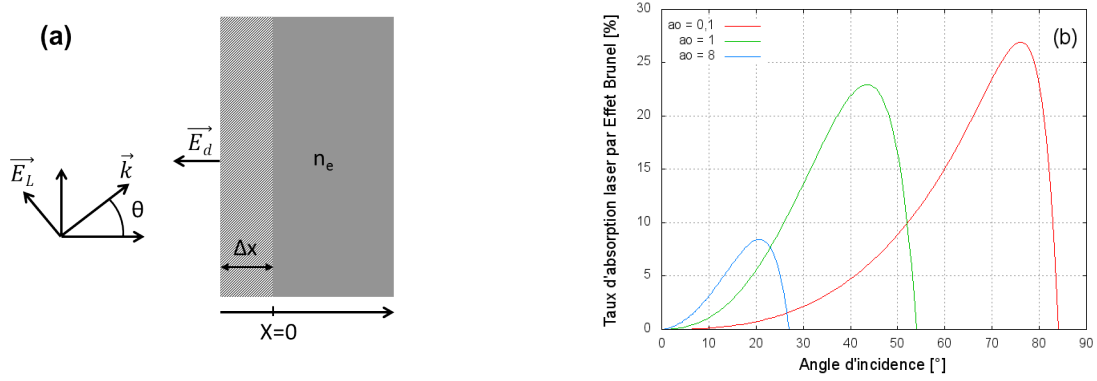 (a)
E_d
n_e
E_L
k
θ
Δx
X=0
(b)
ao = 0,1
ao = 1
ao = 8
Taux d'absorption laser par Effet Brunel [%]
30
25
20
15
10
5
0
0 10 20 30 40 50 60 70 80 90
Angle d'incidence [°]